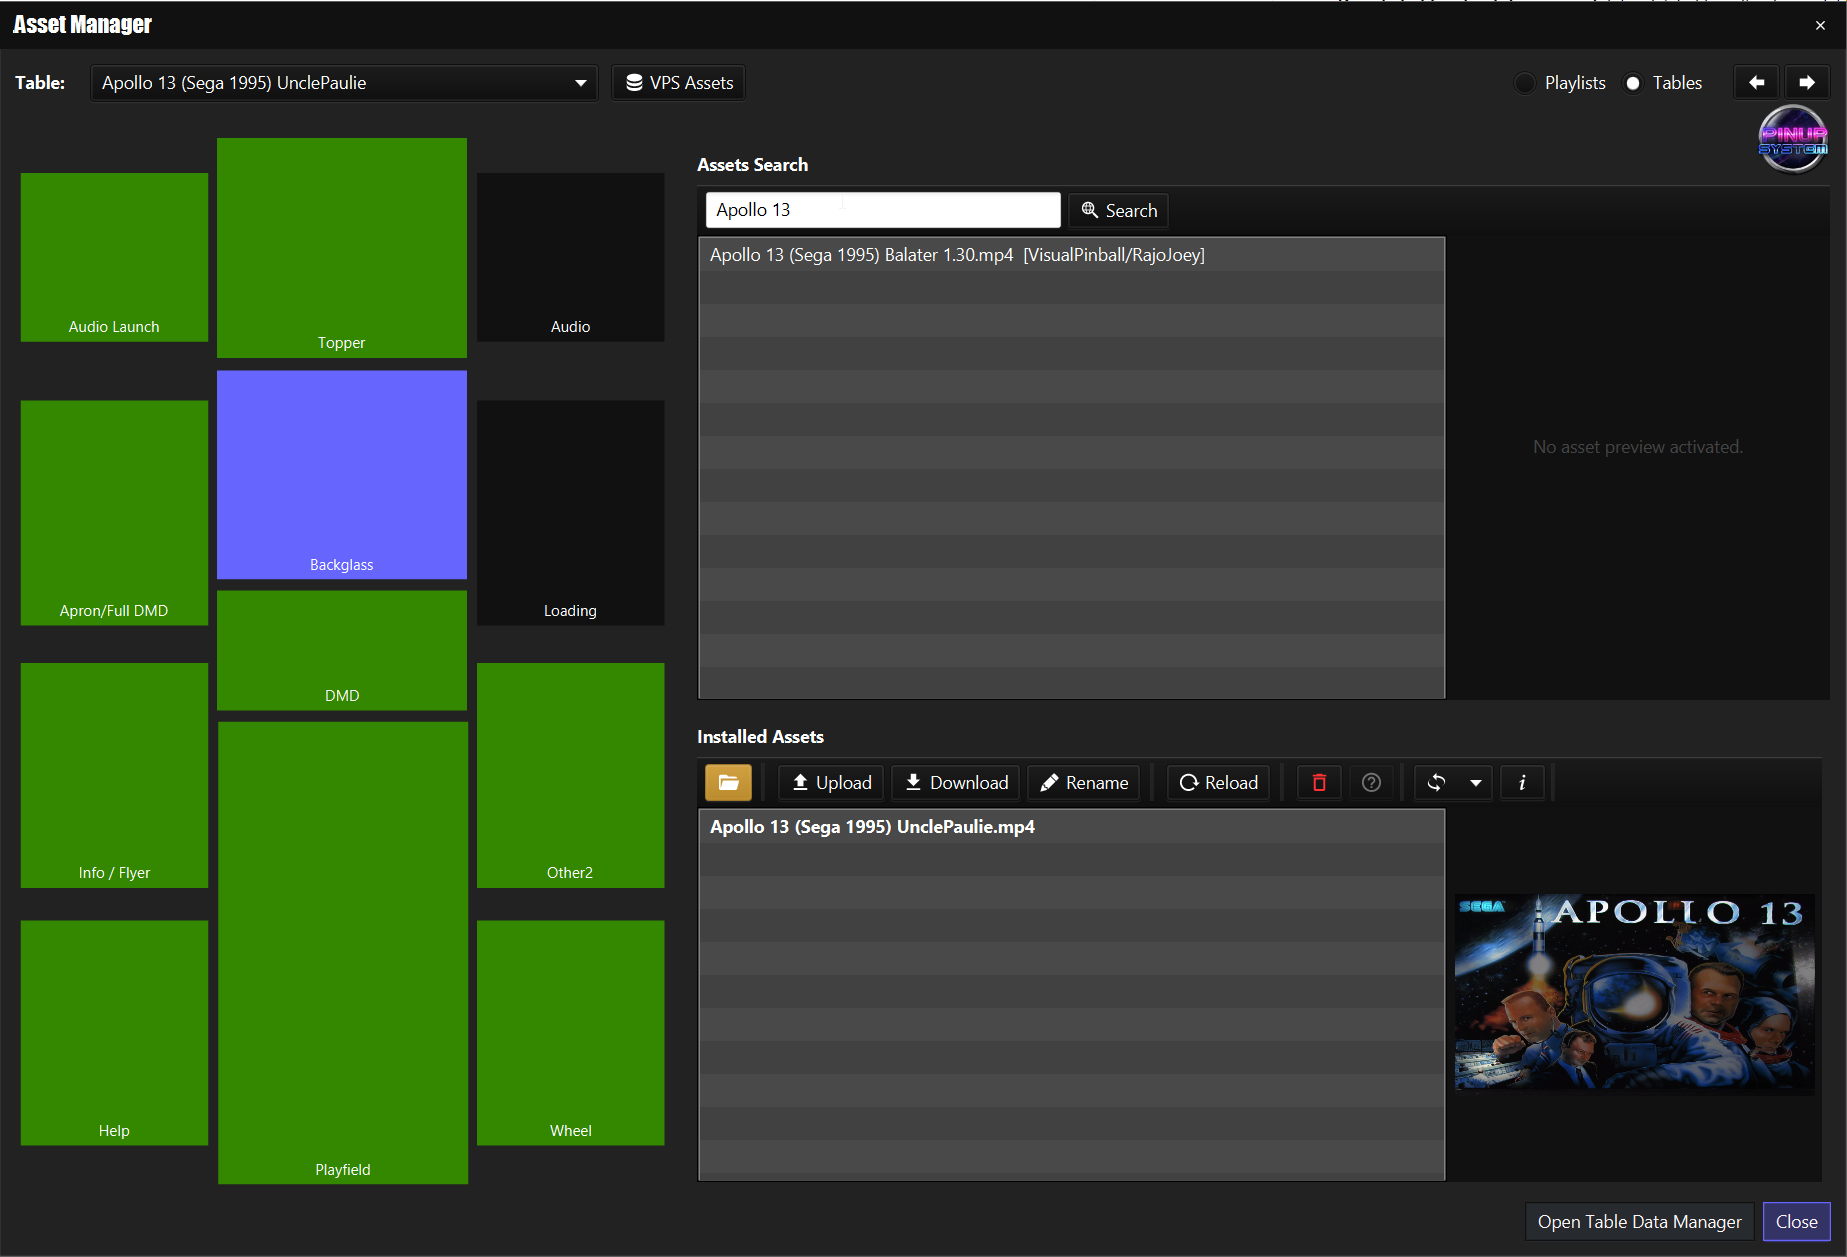 Asset Manager
Table:
Apollo 13 (Sega 1995) UnclePaulie
VPS Assets
Playlists
Tables
PINUP
SYSTEM
Audio Launch
Topper
Audio
Apron/Full DMD
Backglass
Loading
DMD
Info / Flyer
Other2
Help
Playfield
Wheel
Assets Search
Apollo 13
Search
Apollo 13 (Sega 1995) Balater 1.30.mp4 [VisualPinball/RajoJoey]
No asset preview activated.
Installed Assets
Upload
Download
Rename
Reload
Apollo 13 (Sega 1995) UnclePaulie.mp4
SEGA
APOLLO 13
Open Table Data Manager
Close